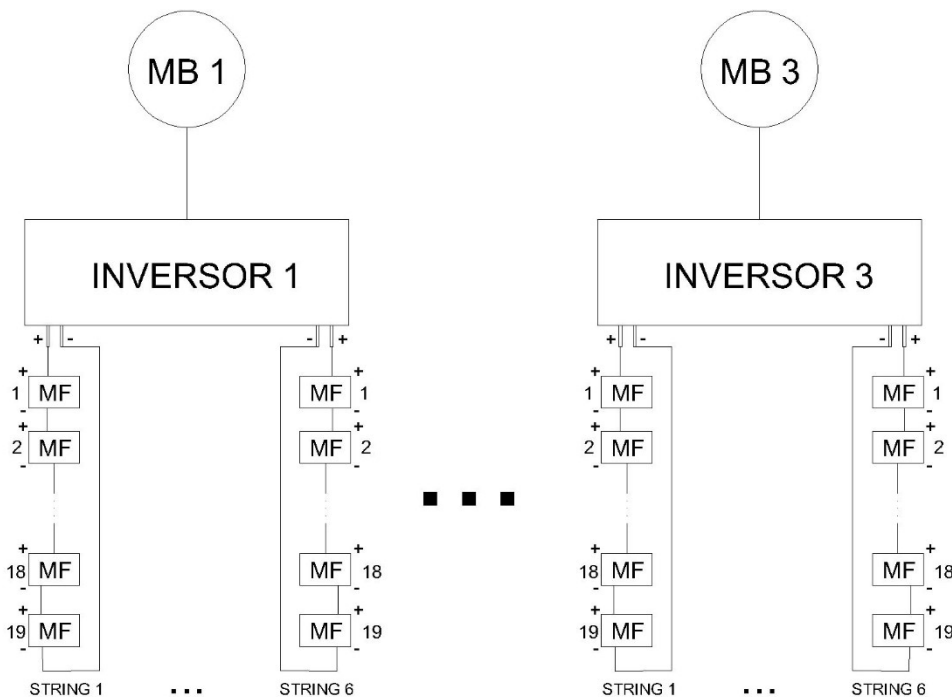 MB 1 MB 3
INVERSOR 1 INVERSOR 3
+ - - + + - - +
+ + + +
1 MF MF 1 1 MF MF 1
- - - -
+ + + +
2 MF MF 2 2 MF MF 2
- - - -
+ + + +
18 MF MF 18 18 MF MF 18
- - - -
+ + + +
19 MF MF 19 19 MF MF 19
- - - -
STRING 1 ... STRING 6 STRING 1 ... STRING 6